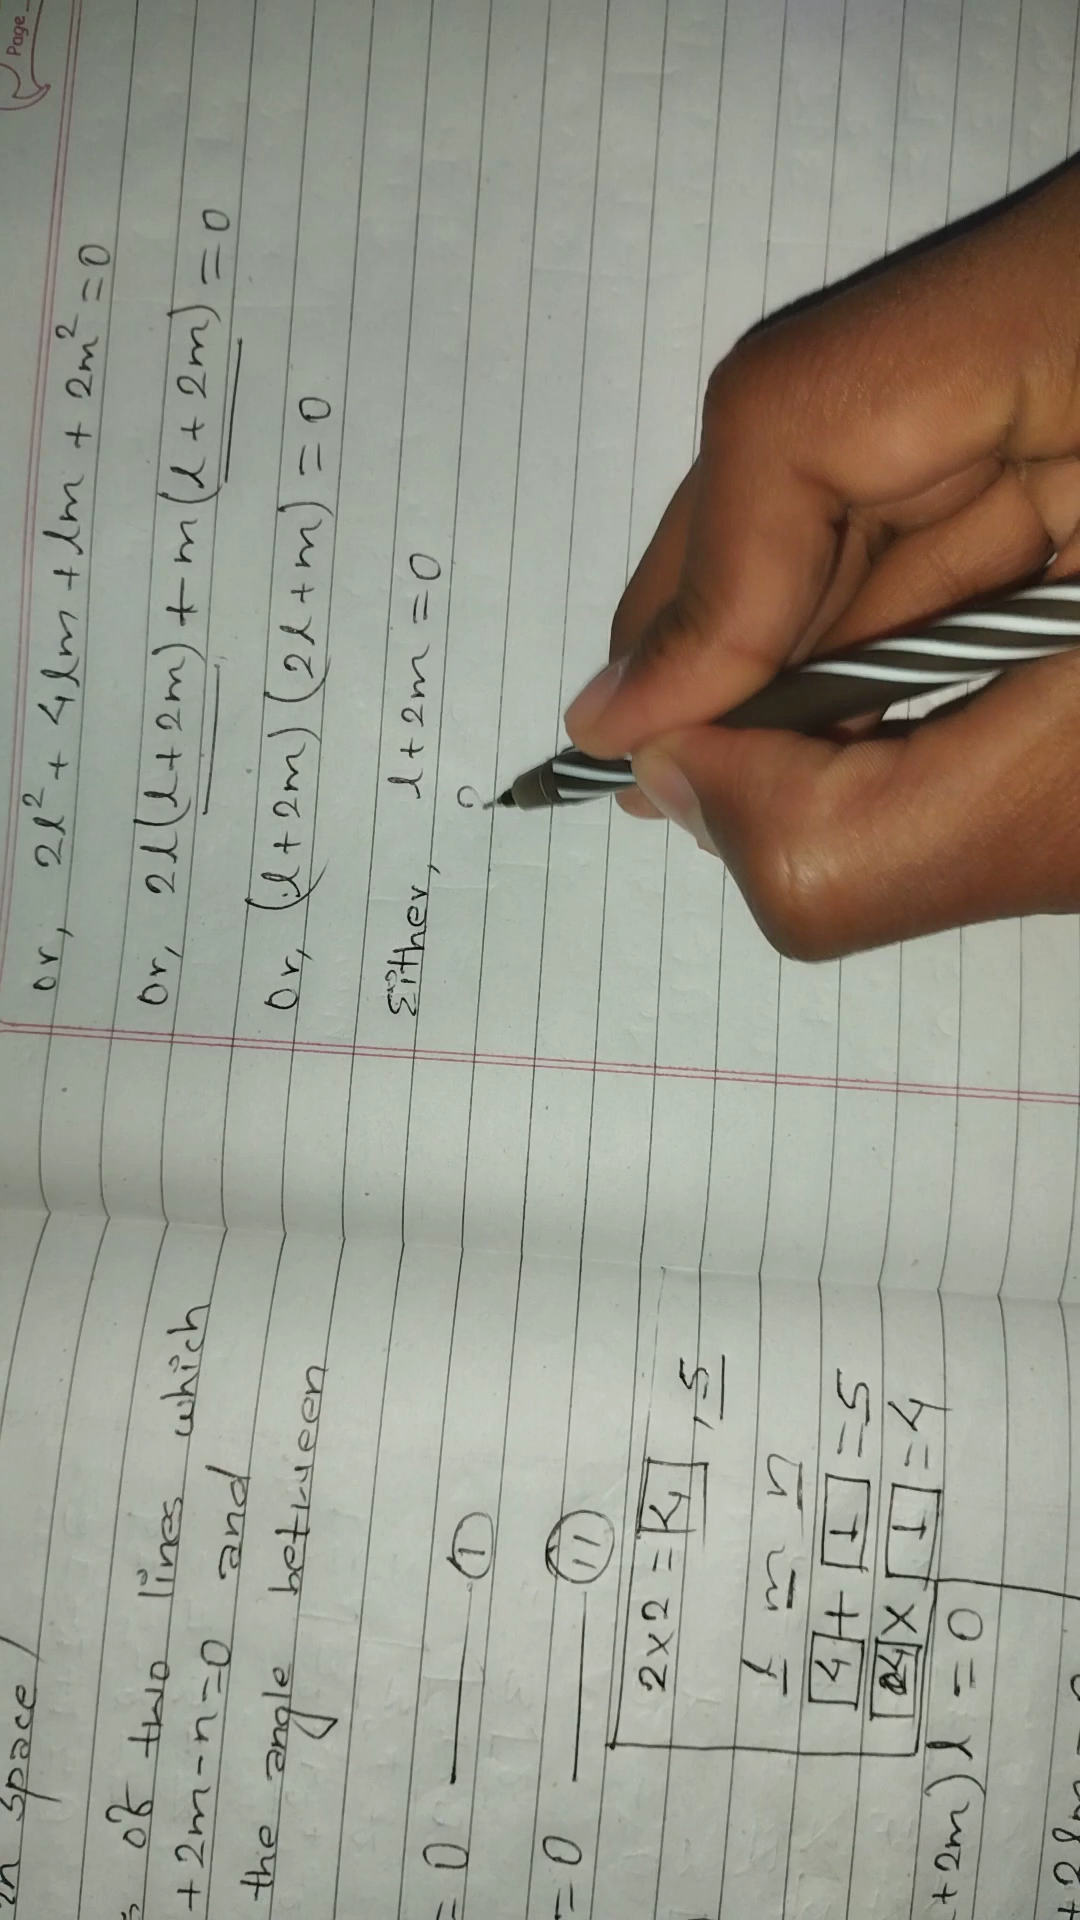 Page
or, 2l² + 4lm + lm + 2m² = 0
or, 2l(l+2m) + m(l+2m) = 0
or, (l+2m)(2l+m) = 0
Either, l+2m = 0
in space
of two lines which
+2m-n=0 and
the angle between
= 0 — I
= 0 — II
2×2 = 4, 5
l m n
4 + 1 = 5
4 × 1 = 4
+2m) l = 0